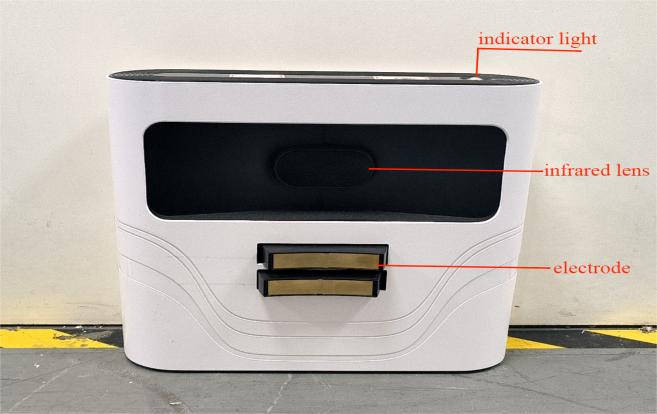 indicator light
infrared lens
electrode